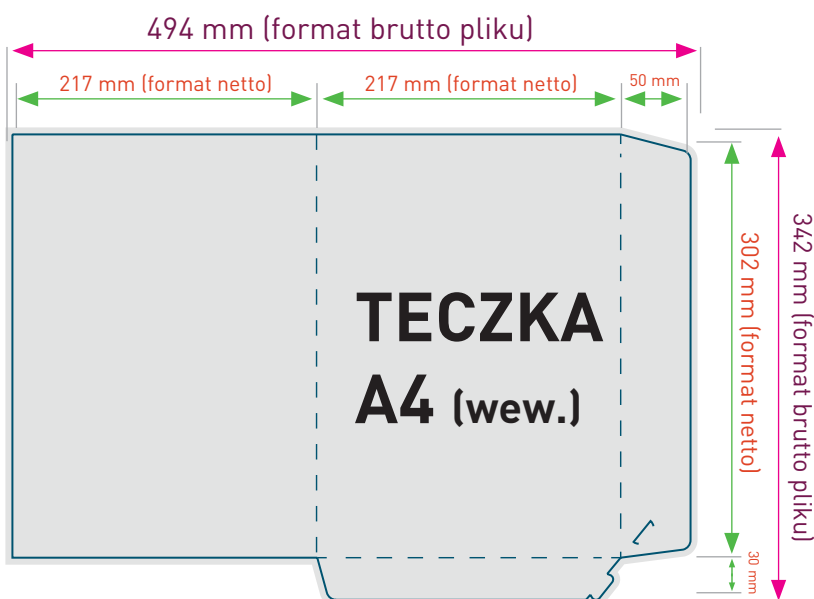 494 mm (format brutto pliku)
217 mm (format netto)
217 mm (format netto)
50 mm
TECZKA
A4 (wew.)
302 mm (format netto)
342 mm (format brutto pliku)
30 mm